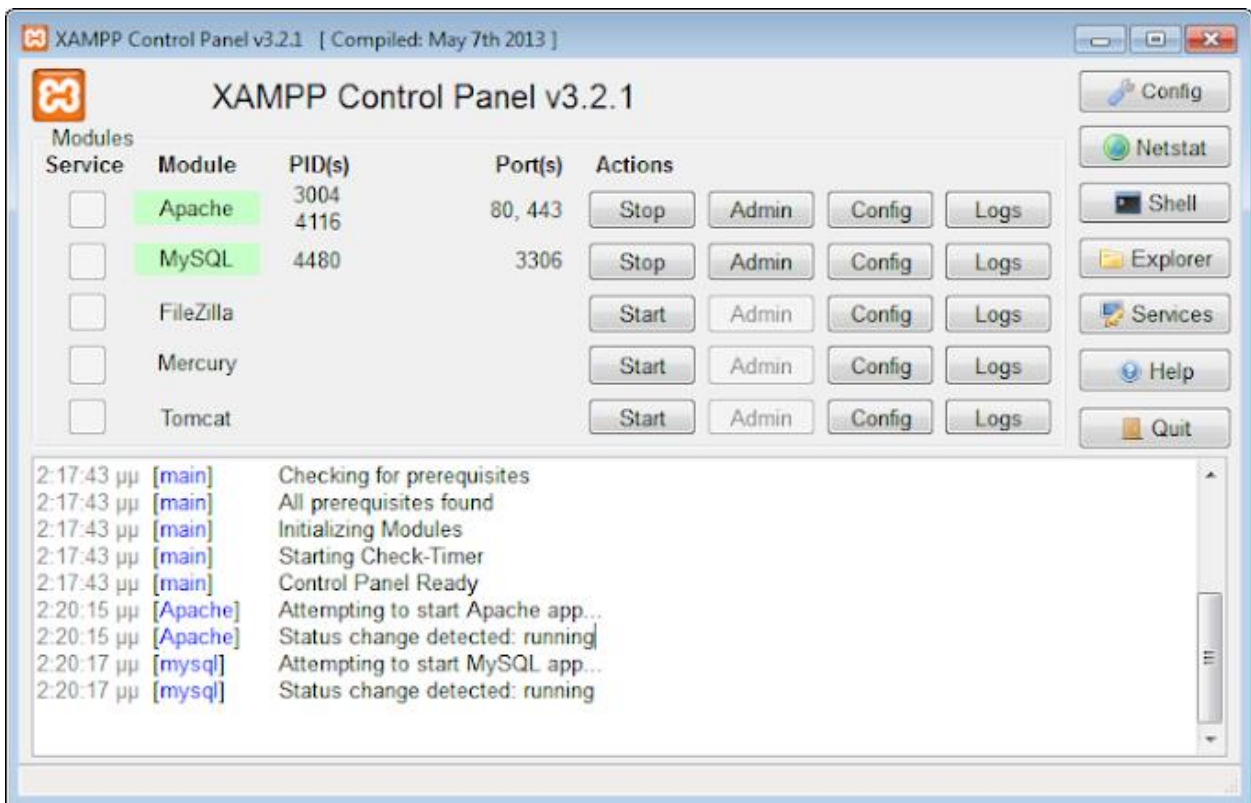 XAMPP Control Panel v3.2.1 [ Compiled: May 7th 2013 ]
XAMPP Control Panel v3.2.1
Config
Modules
Netstat
Service Module PID(s) Port(s) Actions
Apache 3004 4116 80, 443 Stop Admin Config Logs
Shell
MySQL 4480 3306 Stop Admin Config Logs
Explorer
FileZilla Start Admin Config Logs
Services
Mercury Start Admin Config Logs
Help
Tomcat Start Admin Config Logs
Quit
2:17:43 μμ [main] Checking for prerequisites
2:17:43 μμ [main] All prerequisites found
2:17:43 μμ [main] Initializing Modules
2:17:43 μμ [main] Starting Check-Timer
2:17:43 μμ [main] Control Panel Ready
2:20:15 μμ [Apache] Attempting to start Apache app...
2:20:15 μμ [Apache] Status change detected: running
2:20:17 μμ [mysql] Attempting to start MySQL app...
2:20:17 μμ [mysql] Status change detected: running